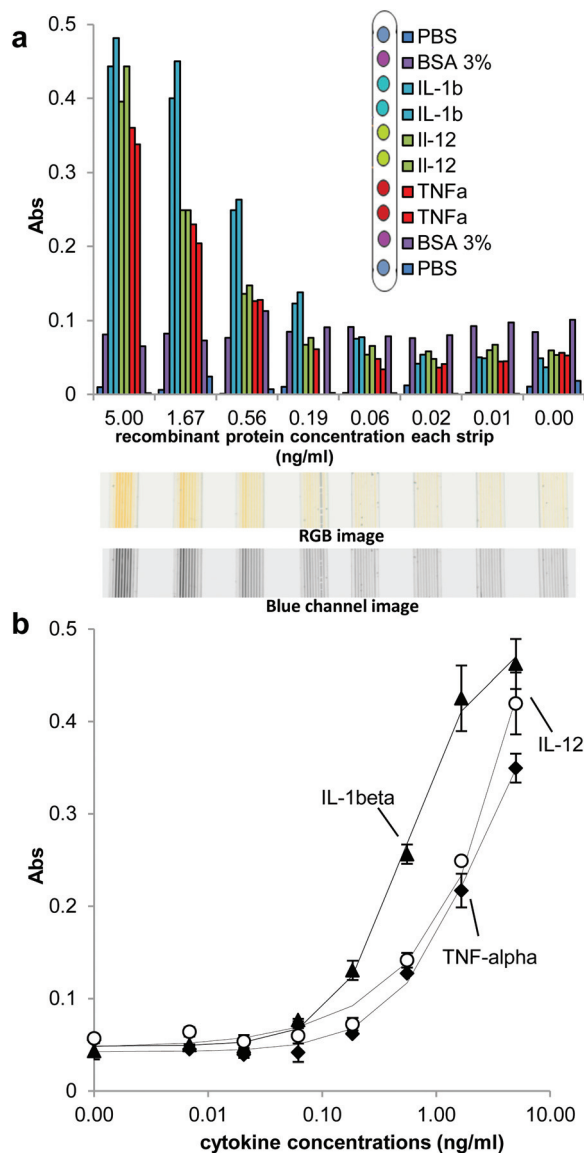 a
0.5
0.4
0.3
0.2
0.1
0
Abs
PBS
BSA 3%
IL-1b
IL-1b
Il-12
Il-12
TNFa
TNFa
BSA 3%
PBS
5.00 1.67 0.56 0.19 0.06 0.02 0.01 0.00
recombinant protein concentration each strip
(ng/ml)
RGB image
Blue channel image
b
0.5
0.4
0.3
0.2
0.1
0
Abs
IL-1beta
IL-12
TNF-alpha
0.00 0.01 0.10 1.00 10.00
cytokine concentrations (ng/ml)